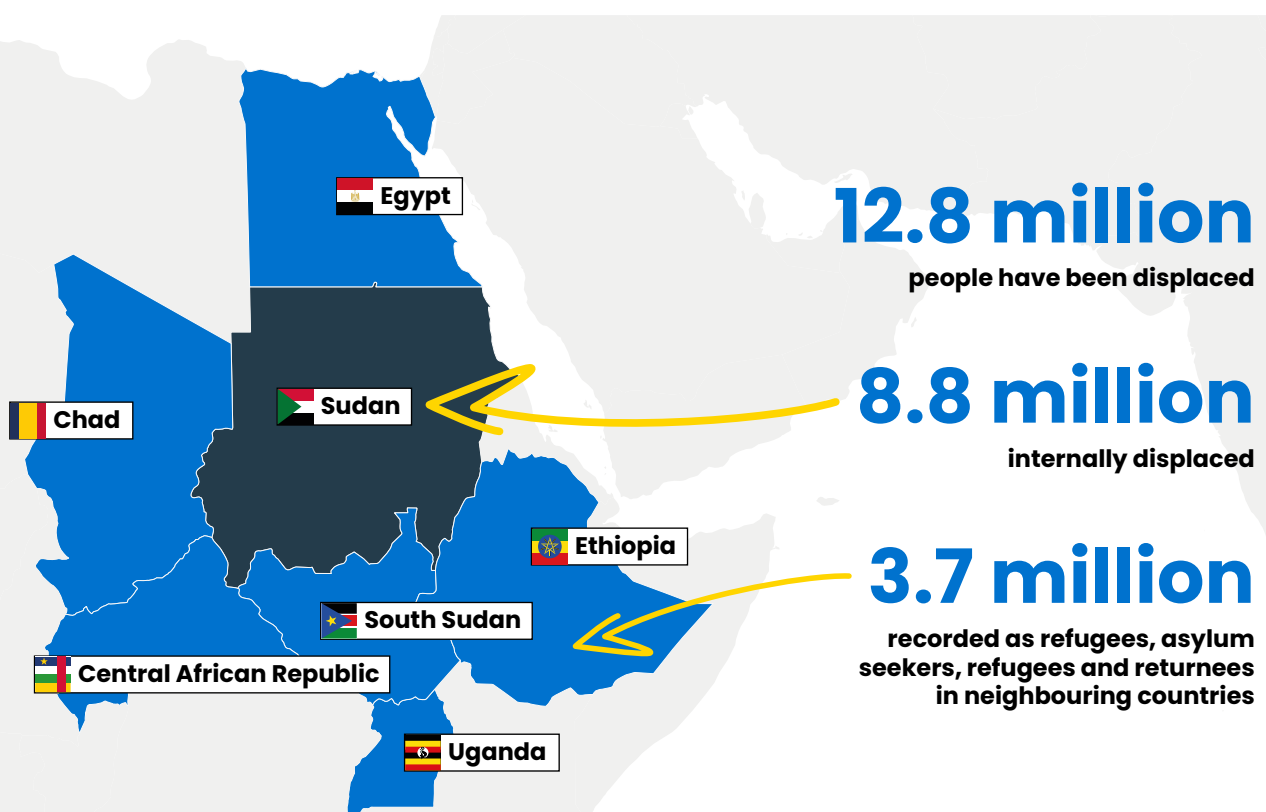 Egypt
12.8 million
people have been displaced
Sudan
8.8 million
internally displaced
Chad
Ethiopia
3.7 million
recorded as refugees, asylum
seekers, refugees and returnees
in neighbouring countries
South Sudan
Central African Republic
Uganda